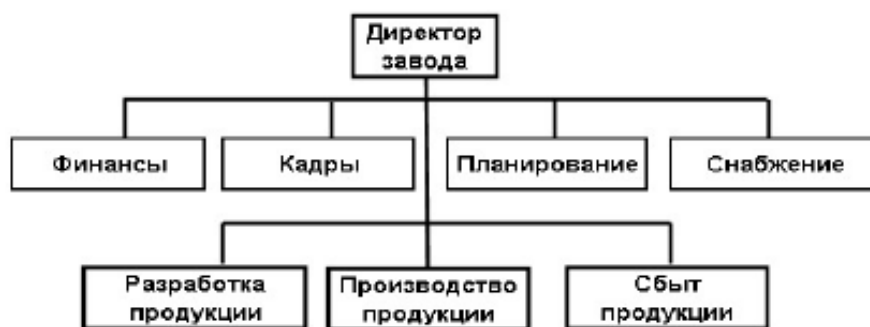 Директор
завода
Финансы
Кадры
Планирование
Снабжение
Разработка
продукции
Производство
продукции
Сбыт
продукции